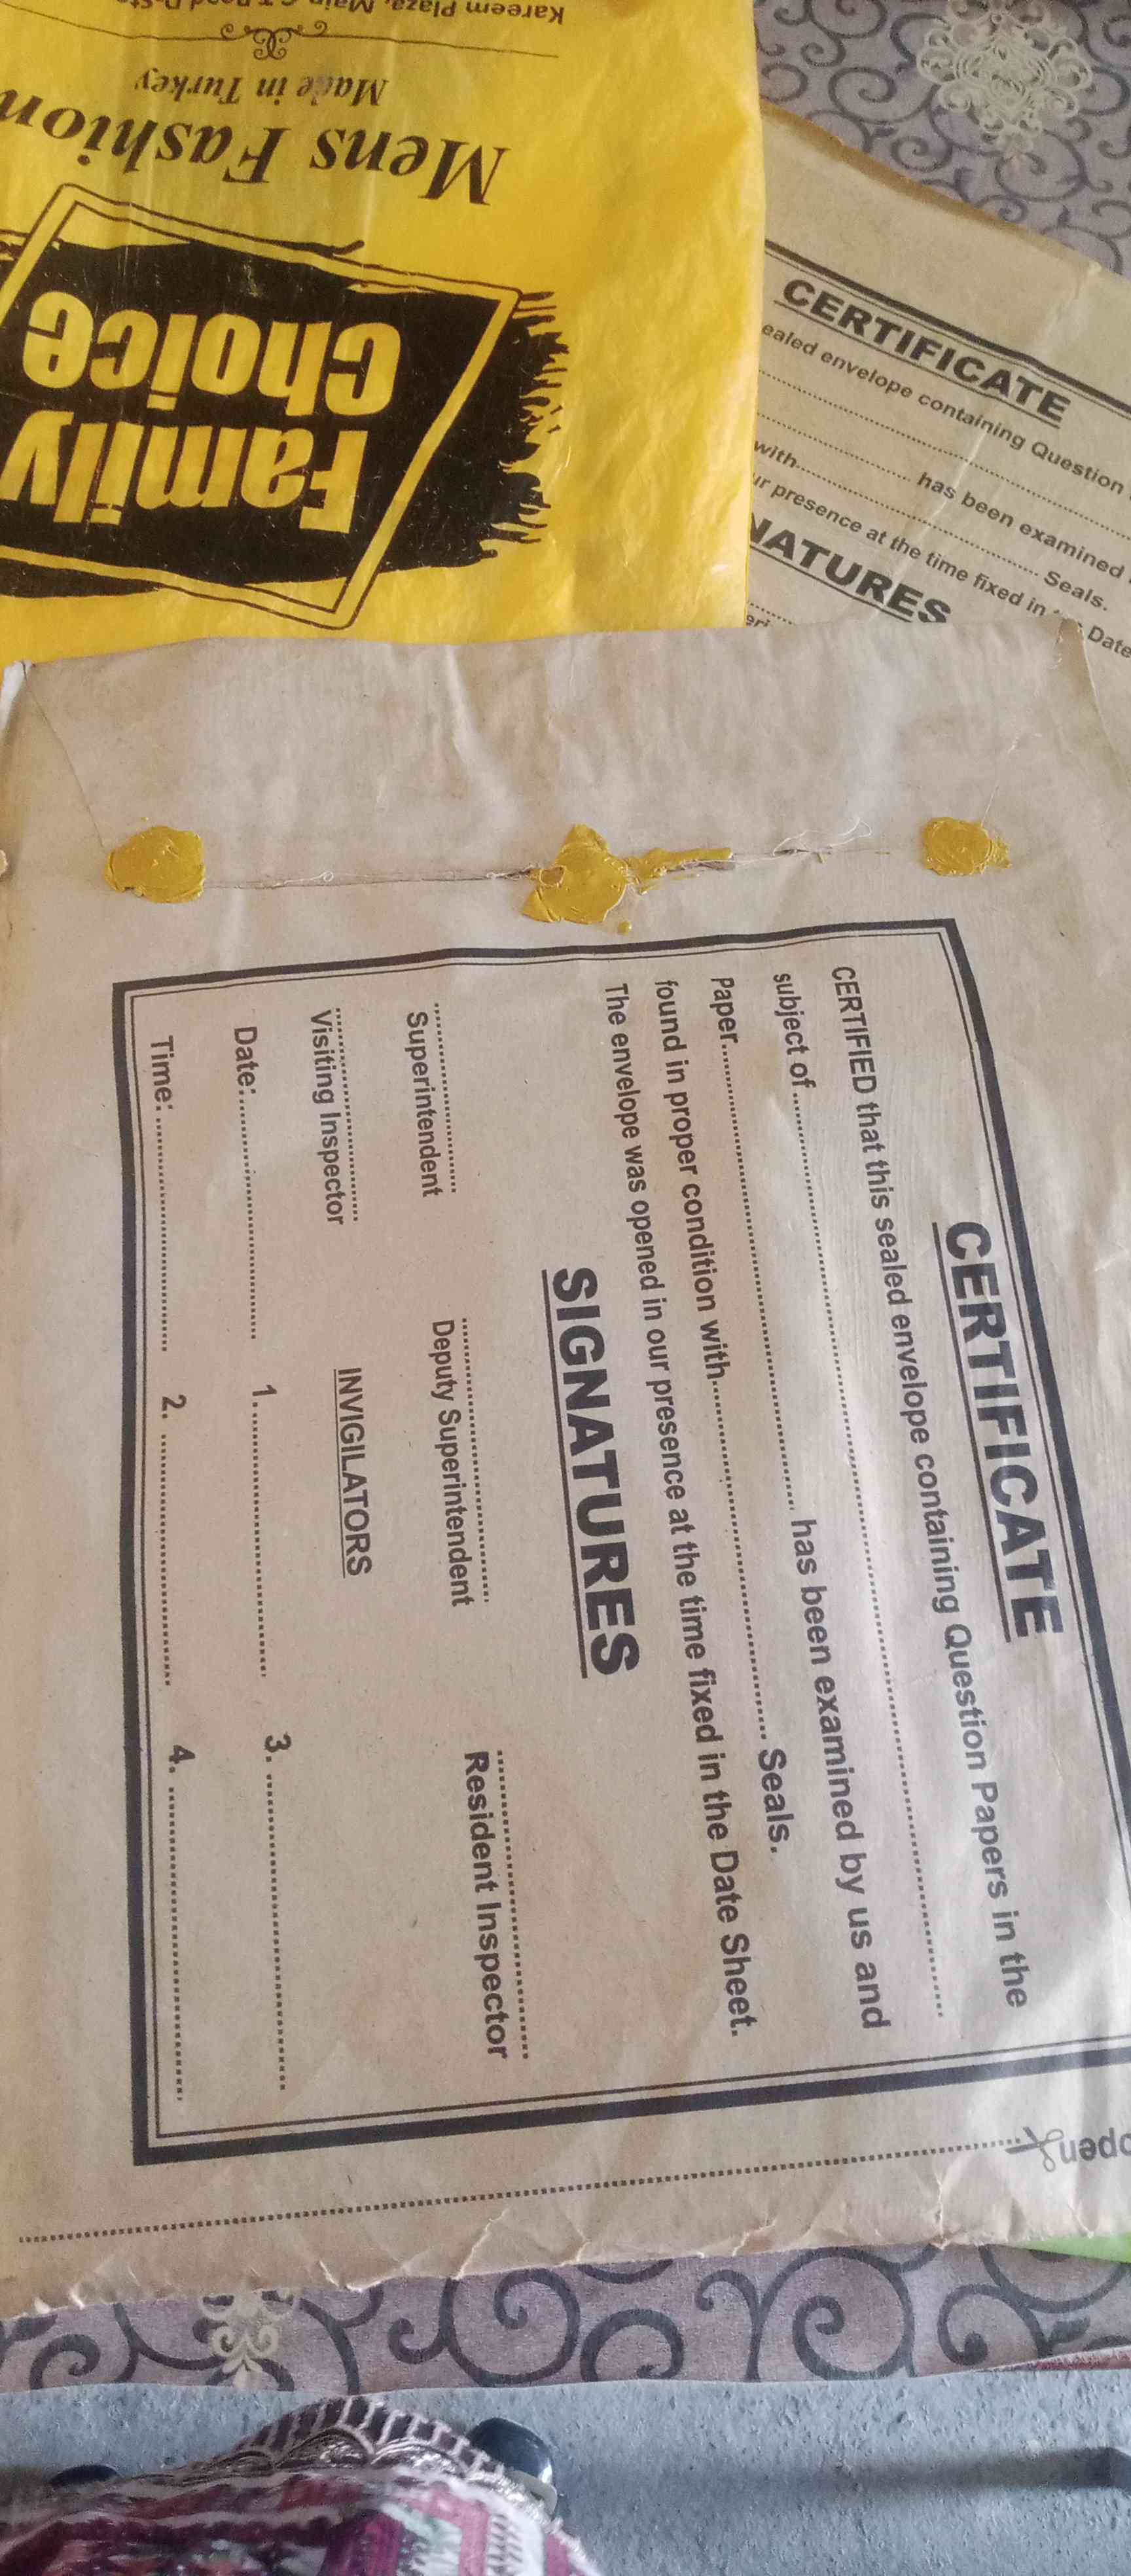 Family
Choice
Mens Fashion
Made in Turkey
Kareem Plaza, Main G.T Road
CERTIFICATE
ealed envelope containing Question
has been examined
with.................... Seals.
ur presence at the time fixed in Date
NATURES
CERTIFICATE
CERTIFIED that this sealed envelope containing Question Papers in the
subject of ....................
Paper.................... has been examined by us and
found in proper condition with.................... Seals.
The envelope was opened in our presence at the time fixed in the Date Sheet.
SIGNATURES
Superintendent Deputy Superintendent Resident Inspector
Visiting Inspector INVIGILATORS
Date:.................... 1..................... 3. ....................
Time: .................... 2. .................... 4. ....................
open